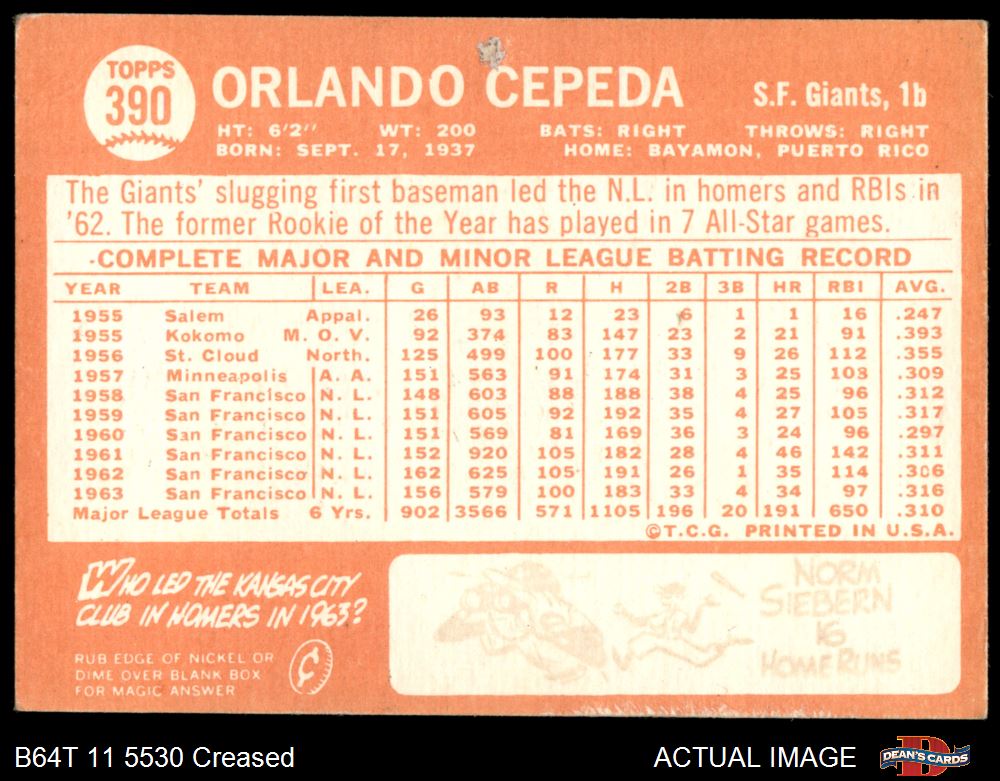 TOPPS
390
ORLANDO CEPEDA
S.F. Giants, 1b
HT: 6'2" WT: 200 BATS: RIGHT THROWS: RIGHT
BORN: SEPT. 17, 1937 HOME: BAYAMON, PUERTO RICO
The Giants' slugging first baseman led the N.L. in homers and RBIs in
'62. The former Rookie of the Year has played in 7 All-Star games.
COMPLETE MAJOR AND MINOR LEAGUE BATTING RECORD
YEAR TEAM LEA. G AB R H 2B 3B HR RBI AVG.
1955 Salem Appal. 26 93 12 23 6 1 1 16 .247
1955 Kokomo M. O. V. 92 374 83 147 23 2 21 91 .393
1956 St. Cloud North. 125 499 100 177 33 9 26 112 .355
1957 Minneapolis A. A. 151 563 91 174 31 3 25 108 .309
1958 San Francisco N. L. 148 603 88 188 38 4 25 96 .312
1959 San Francisco N. L. 151 605 92 192 35 4 27 105 .317
1960 San Francisco N. L. 151 569 81 169 36 3 24 96 .297
1961 San Francisco N. L. 152 920 105 182 28 4 46 142 .311
1962 San Francisco N. L. 162 625 105 191 26 1 35 114 .306
1963 San Francisco N. L. 156 579 100 183 33 4 34 97 .316
Major League Totals 6 Yrs. 902 3566 571 1105 196 20 191 650 .310
©T.C.G. PRINTED IN U.S.A.
WHO LED THE KANSAS CITY
CLUB IN HOMERS IN 1963?
RUB EDGE OF NICKEL OR
DIME OVER BLANK BOX
FOR MAGIC ANSWER
¢
NORM
SIEBERN
16
HOME RUNS
B64T 11 5530 Creased
ACTUAL IMAGE
DEAN'S CARDS